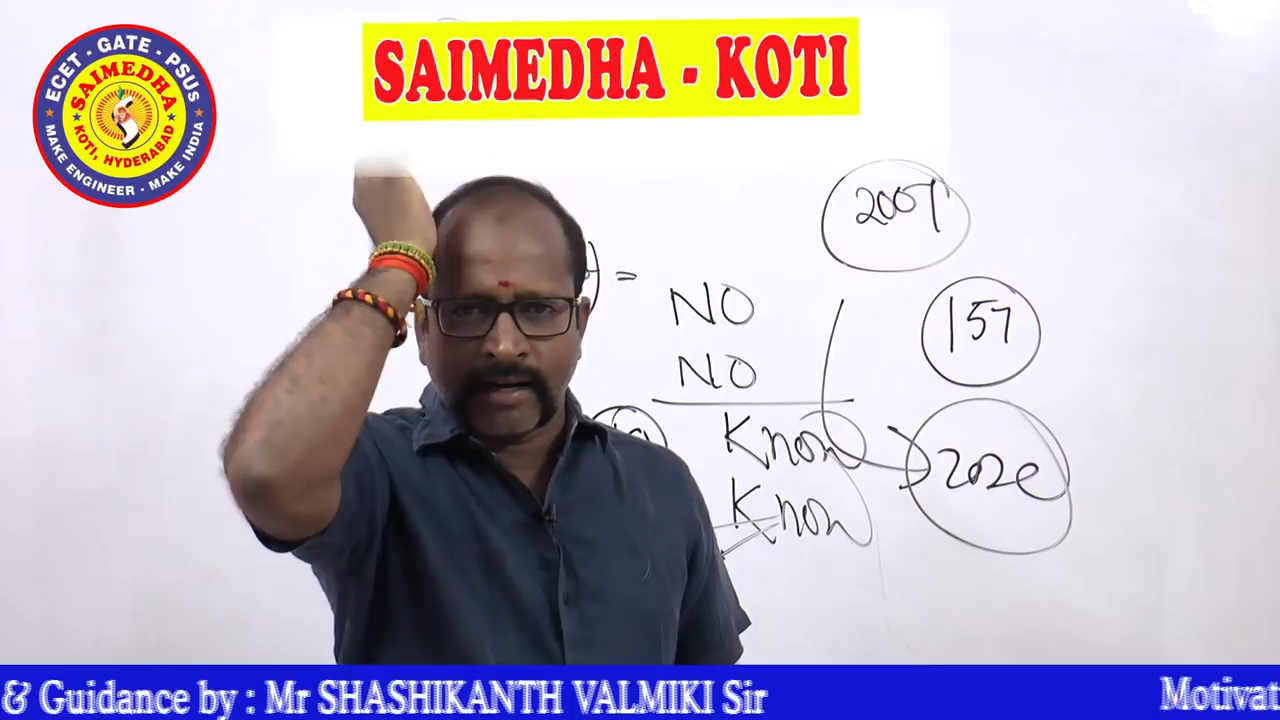 ECET - GATE - PSUS
SAIMEDHA
KOTI, HYDERABAD
MAKE ENGINEER - MAKE INDIA
SAIMEDHA - KOTI
2007
) =
NO
157
NO
Know
Know
& Guidance by : Mr SHASHIKANTH VALMIKI Sir
Motivat